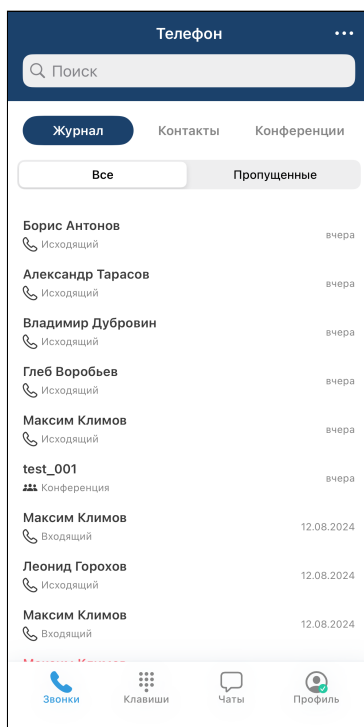 Телефон
Поиск
Журнал Контакты Конференции
Все Пропущенные
Борис Антонов
вчера
Исходящий
Александр Тарасов
вчера
Исходящий
Владимир Дубровин
вчера
Исходящий
Глеб Воробьев
вчера
Исходящий
Максим Климов
вчера
Исходящий
test_001
вчера
Конференция
Максим Климов
12.08.2024
Входящий
Леонид Горохов
12.08.2024
Исходящий
Максим Климов
12.08.2024
Входящий
Звонки Клавиши Чаты Профиль